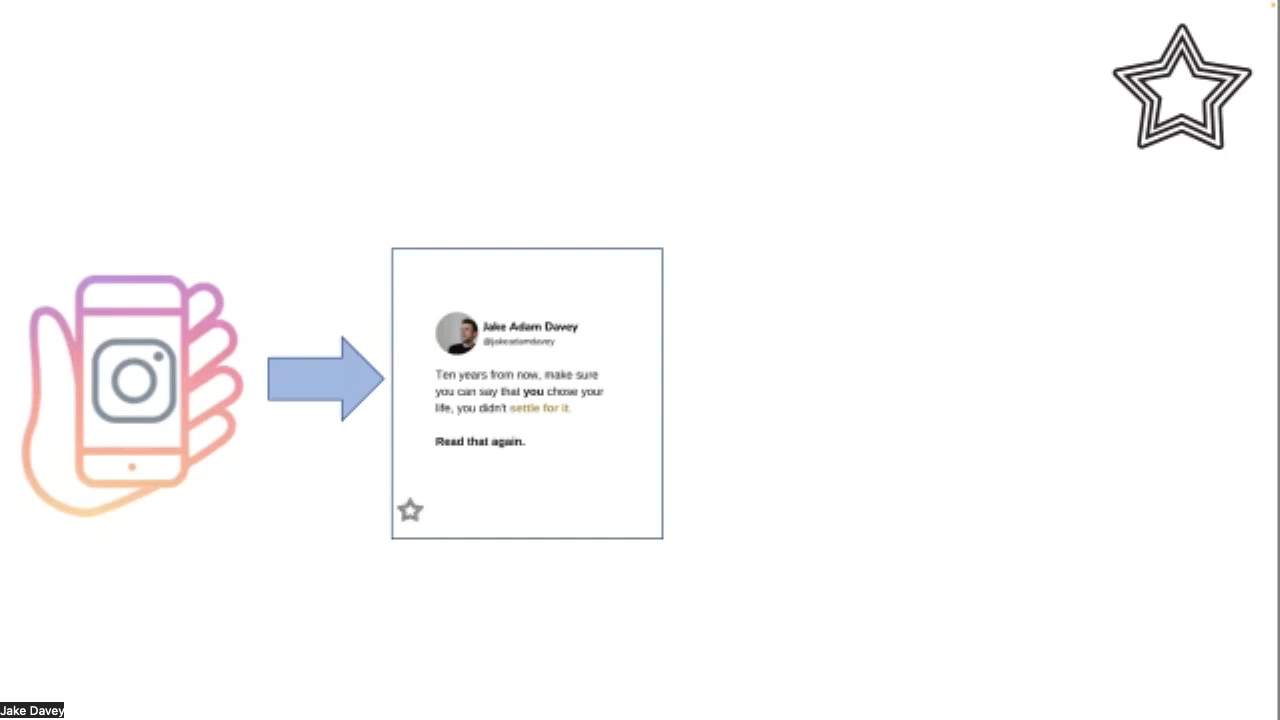 Jake Adam Davey
@jakeadamdavey
Ten years from now, make sure
you can say that you chose your
life, you didn't settle for it.
Read that again.
Jake Davey